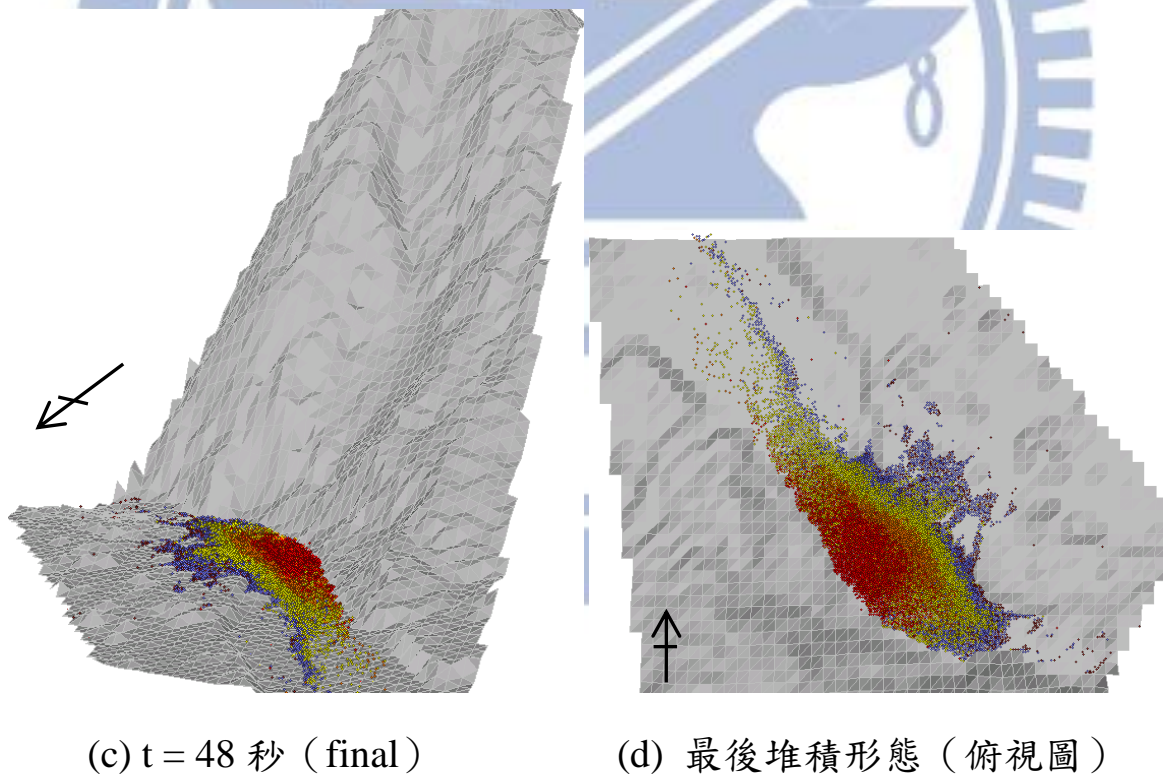 (c) t = 48 秒（final）
(d) 最後堆積形態（俯視圖）